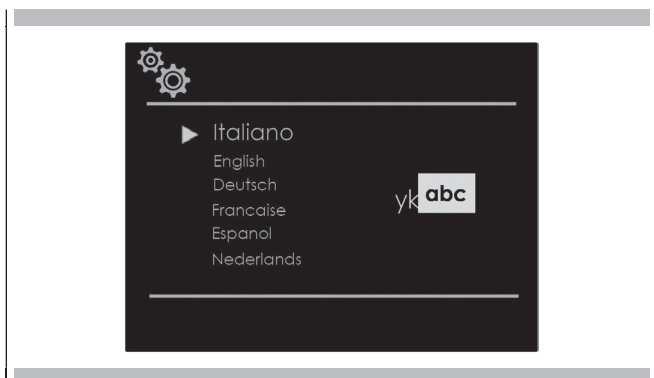 Italiano
English
Deutsch
yk abc
Francaise
Espanol
Nederlands